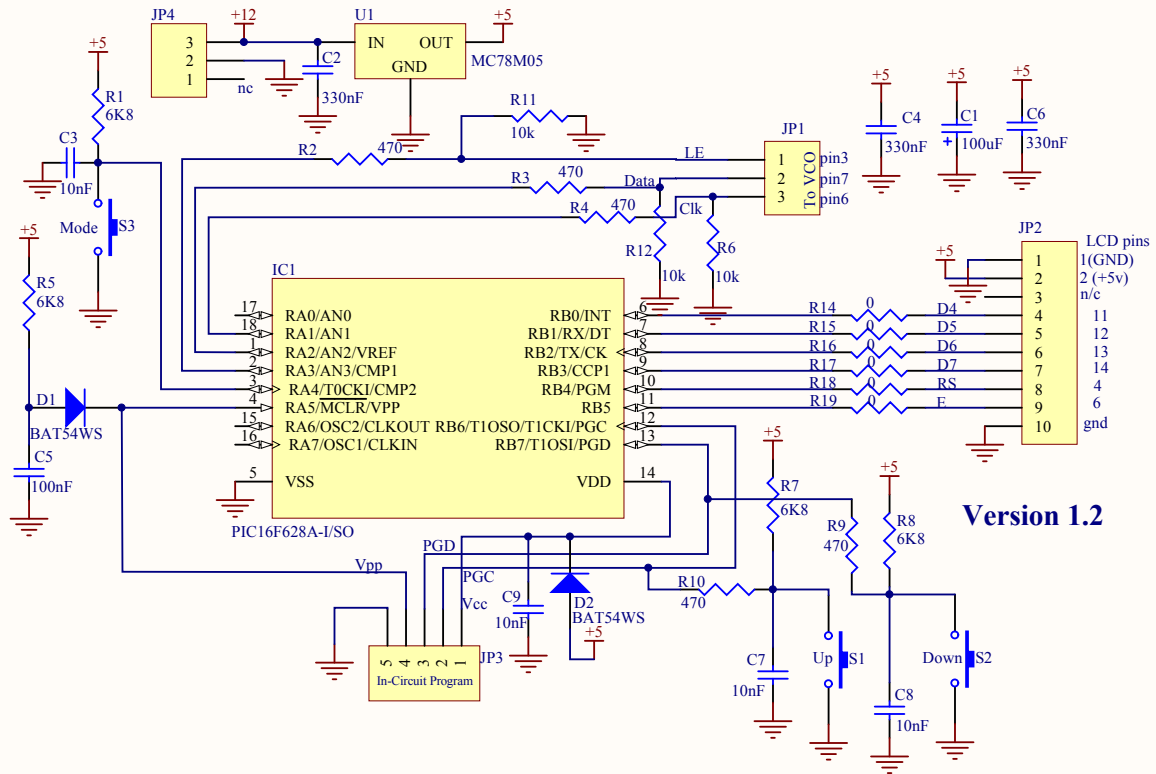 JP4
3
2
1
+12
nc
C2
330nF
U1
IN OUT
GND
MC78M05
+5
+5
R1
6K8
C3
10nF
Mode
S3
+5
R5
6K8
D1
BAT54WS
C5
100nF
R11
10k
R2
470
LE
R3
470
Data
R4
470
Clk
R12
10k
R6
10k
JP1
1 pin3
2 pin7
3 pin6
To VCO
+5
C4
330nF
+5
C1
+
100uF
+5
C6
330nF
JP2
LCD pins
+5
1 1(GND)
2 2 (+5v)
3 n/c
4 11
5 12
6 13
7 14
8 4
9 6
10 gnd
IC1
17 RA0/AN0 RB0/INT 6
18 RA1/AN1 RB1/RX/DT 7
1 RA2/AN2/VREF RB2/TX/CK 8
2 RA3/AN3/CMP1 RB3/CCP1 9
3 RA4/T0CKI/CMP2 RB4/PGM 10
4 RA5/MCLR/VPP RB5 11
15 RA6/OSC2/CLKOUT RB6/T1OSO/T1CKI/PGC 12
16 RA7/OSC1/CLKIN RB7/T1OSI/PGD 13
5 VSS VDD 14
PIC16F628A-I/SO
R14 0 D4
R15 0 D5
R16 0 D6
R17 0 D7
R18 0 RS
R19 0 E
Vpp
PGD
PGC
Vcc
5 4 3 2 1
JP3
In-Circuit Program
C9
10nF
D2
BAT54WS
+5
R10
470
+5
R7
6K8
R9
470
+5
R8
6K8
Version 1.2
C7
10nF
Up
S1
C8
10nF
Down
S2